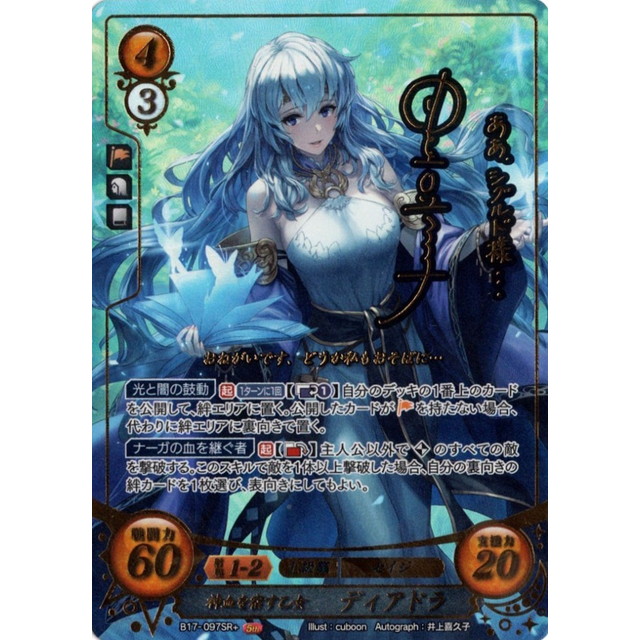 4
3
ああ、シグルド様…
おねがいです、どうか私もおそばに…
光と闇の鼓動 起 1ターンに1回【❶】自分のデッキの1番上のカード
を公開して、絆エリアに置く。公開したカードが を持たない場合、
代わりに絆エリアに裏向きで置く。
ナーガの血を継ぐ者 起【 】主人公以外で のすべての敵
を撃破する。このスキルで敵を1体以上撃破した場合、自分の裏向きの
絆カードを1枚選び、表向きにしてもよい。
戦闘力
60
射程 1-2
支援力
20
ディアドラ
B17-097SR+ Illust : cuboon Autograph : 井上喜久子